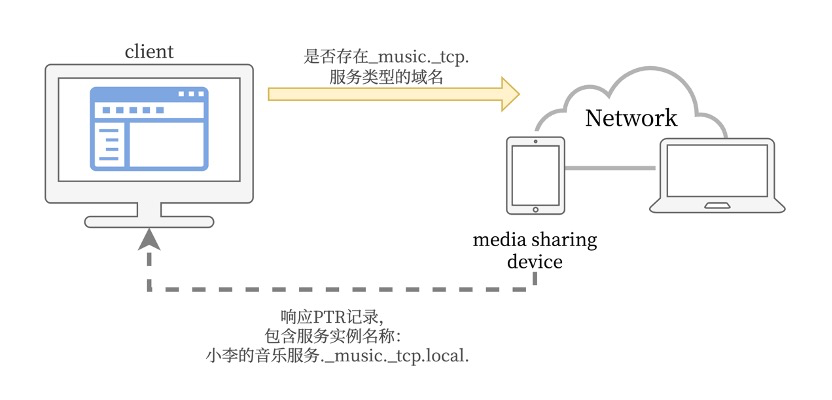 client
是否存在_music._tcp.
服务类型的域名
Network
media sharing
device
响应PTR记录,
包含服务实例名称：
小李的音乐服务._music._tcp.local.